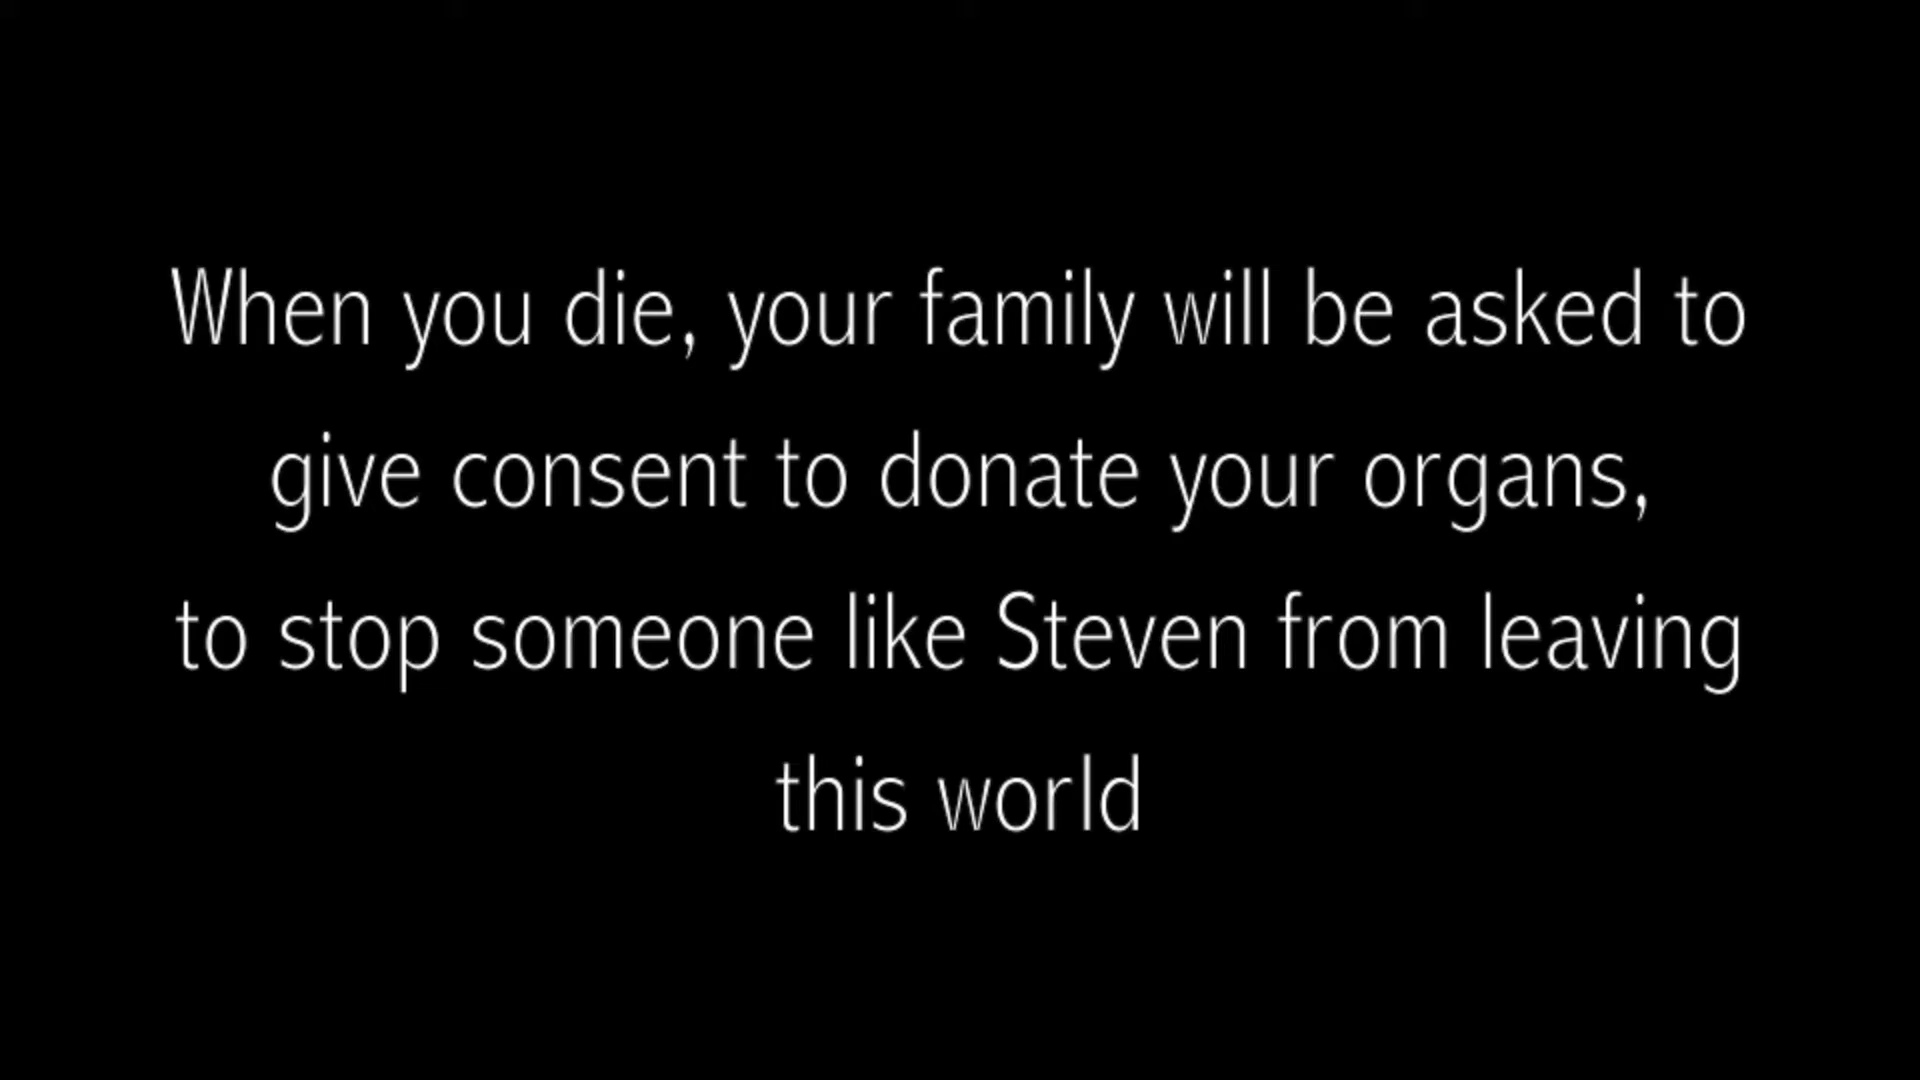 When you die, your family will be asked to
give consent to donate your organs,
to stop someone like Steven from leaving
this world